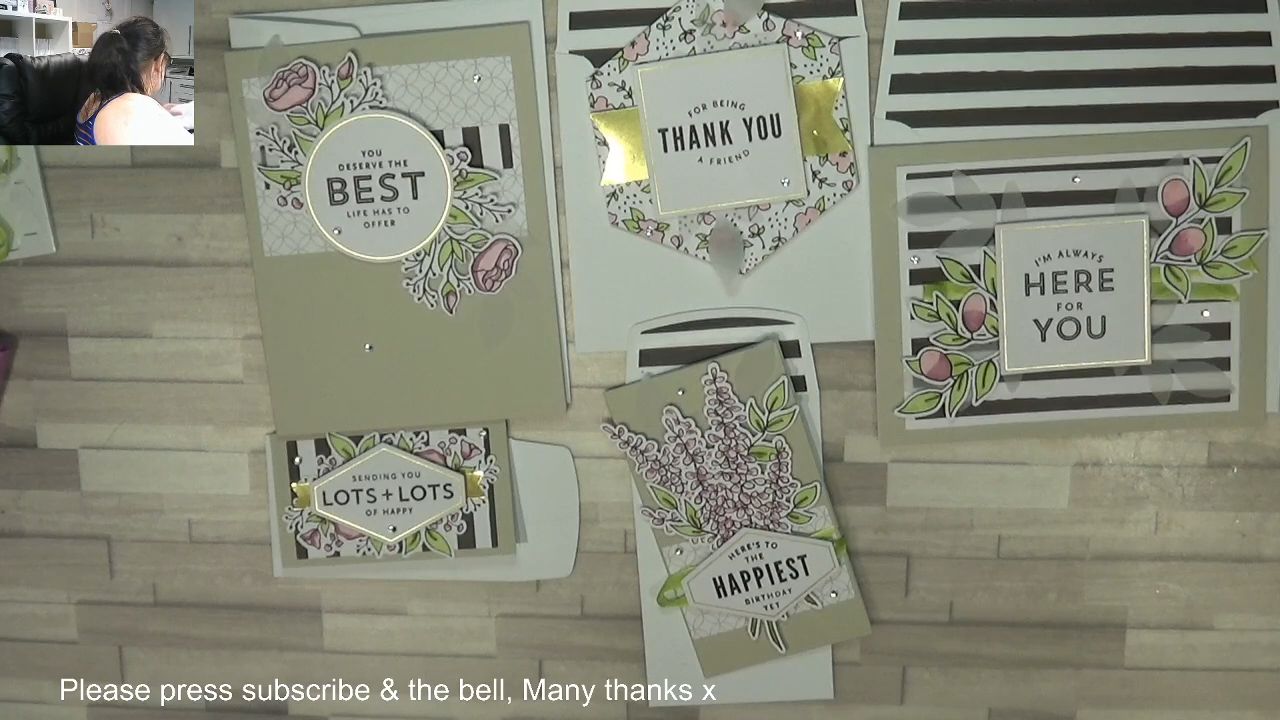 YOU
DESERVE THE
BEST
LIFE HAS TO
OFFER
FOR BEING
THANK YOU
A FRIEND
I'M ALWAYS
HERE
FOR
YOU
SENDING YOU
LOTS + LOTS
OF HAPPY
HERE'S TO
THE
HAPPIEST
BIRTHDAY
YET
Please press subscribe & the bell, Many thanks x